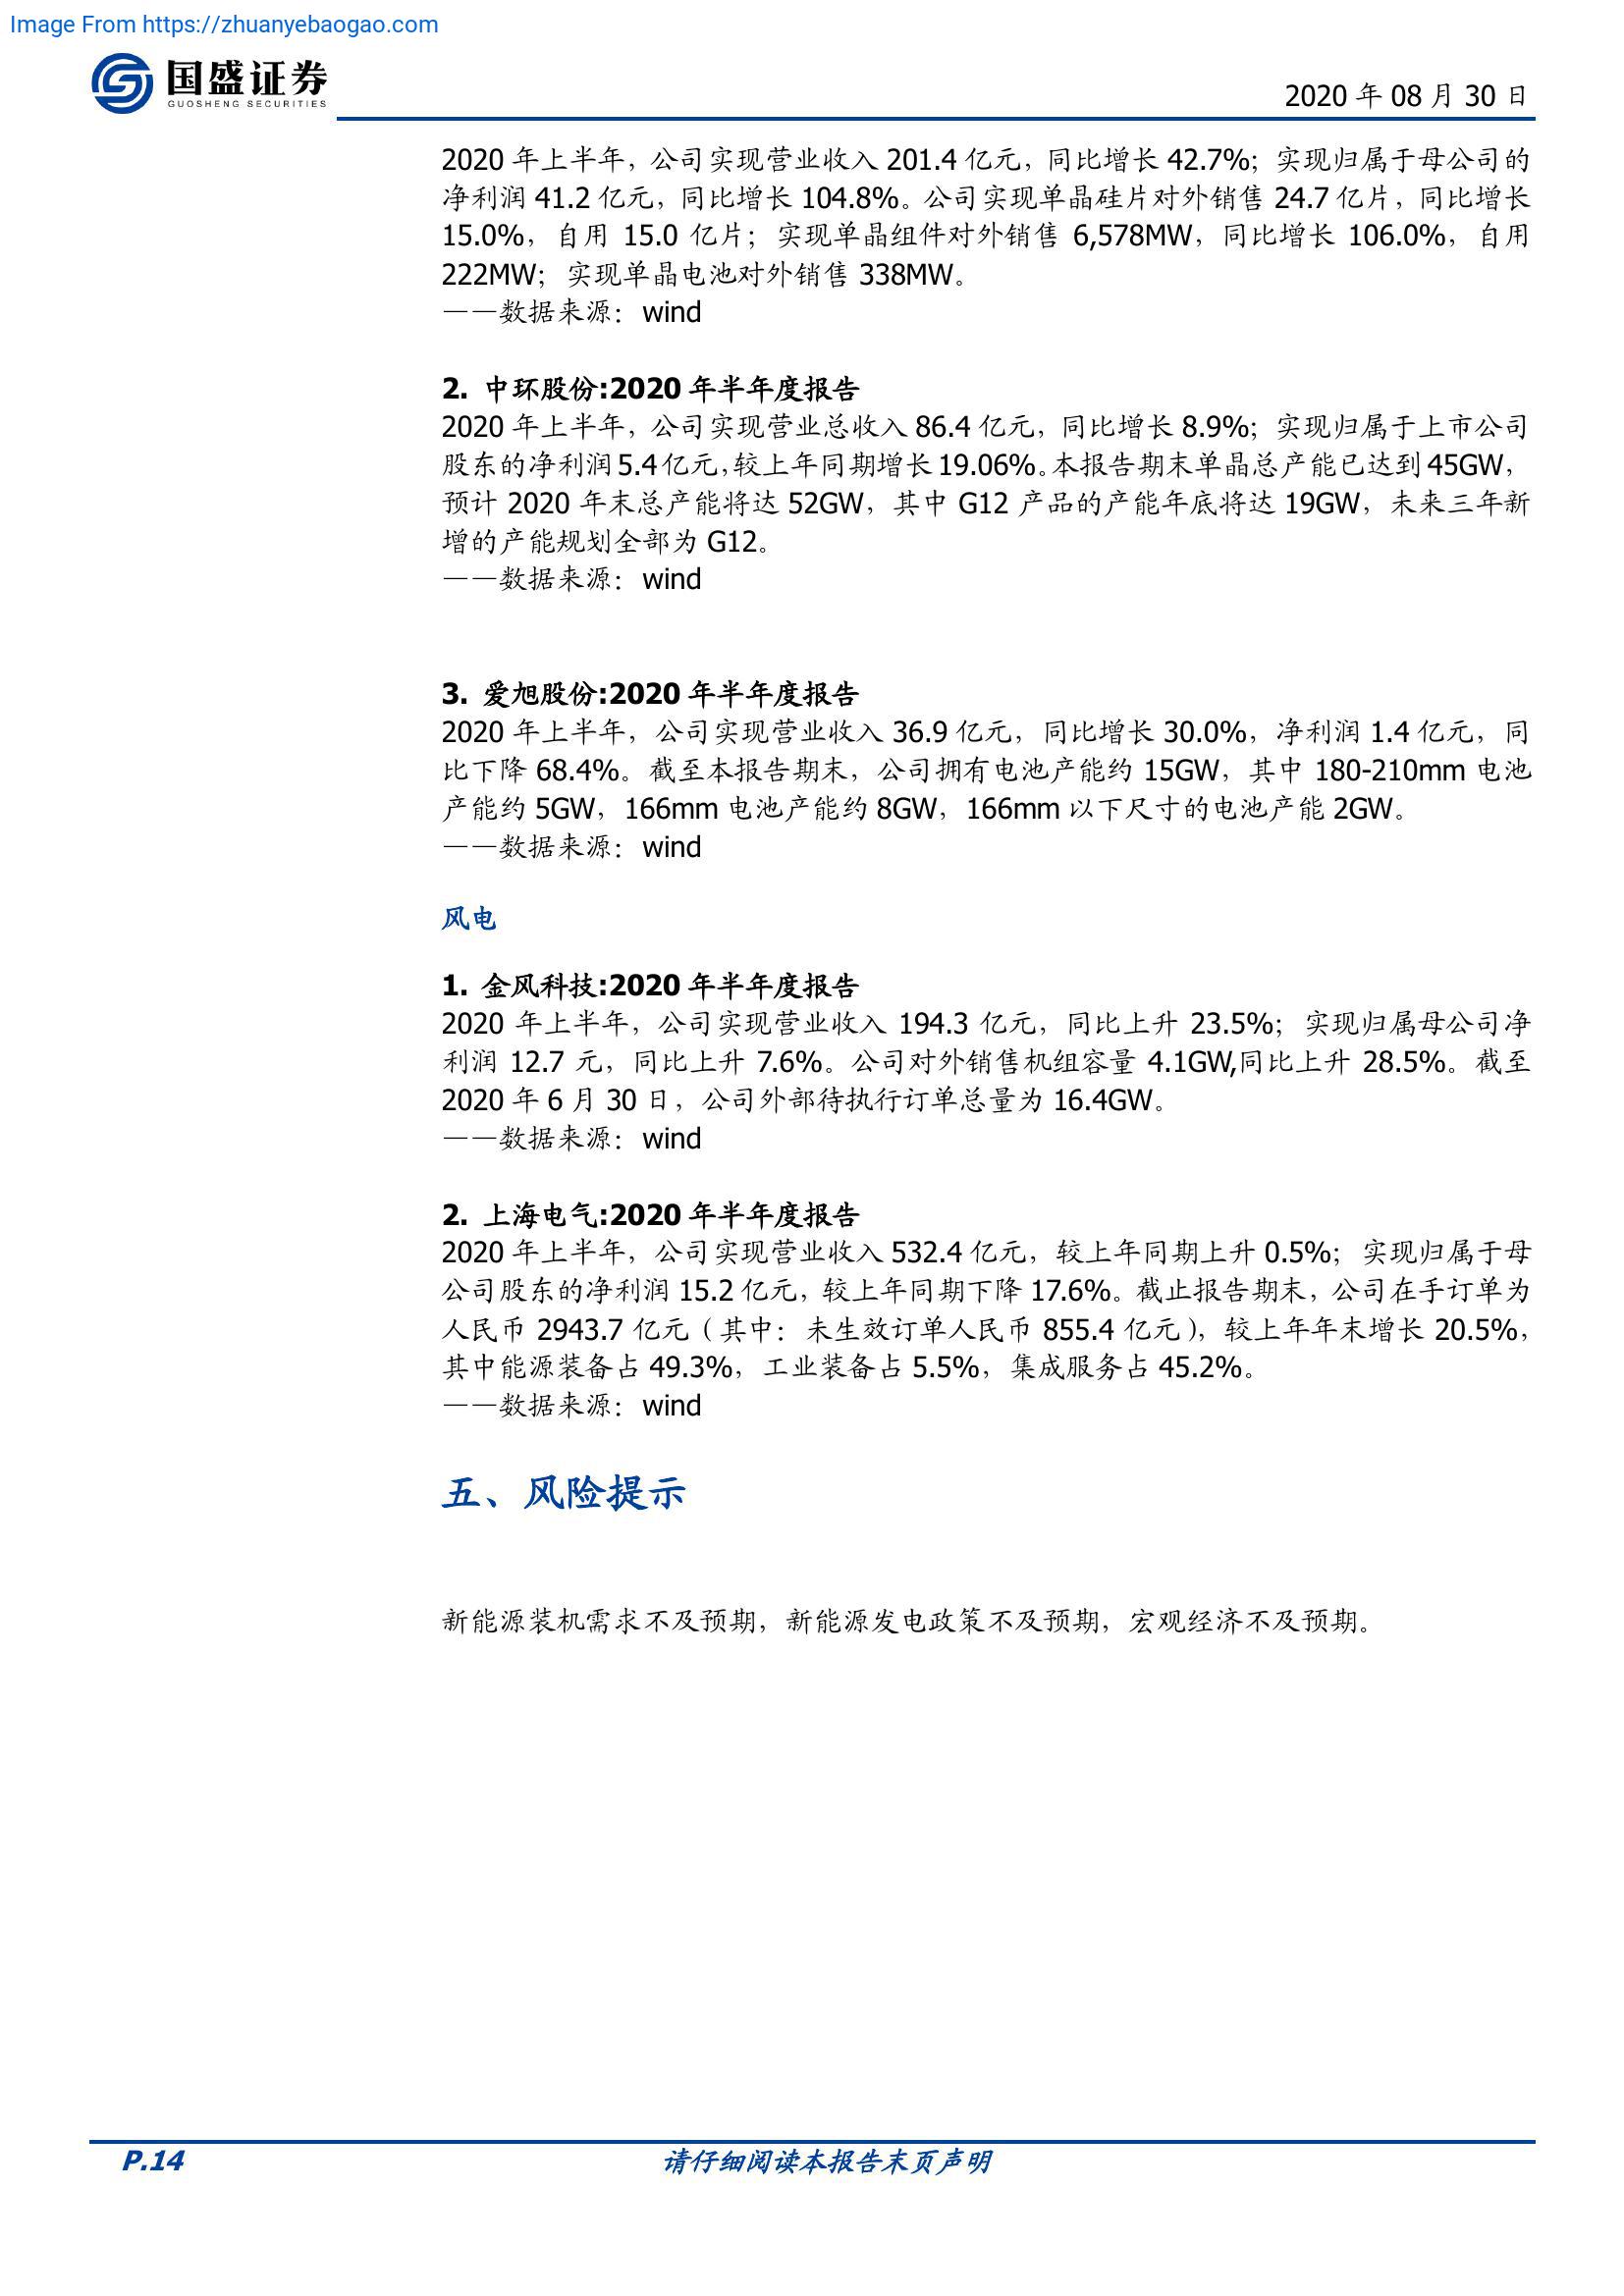 Image From https://zhuanyebaogao.com
国盛证券
GUOSHENG SECURITIES
2020 年 08 月 30 日
2020 年上半年，公司实现营业收入 201.4 亿元，同比增长 42.7%；实现归属于母公司的
净利润 41.2 亿元，同比增长 104.8%。公司实现单晶硅片对外销售 24.7 亿片，同比增长
15.0%，自用 15.0 亿片；实现单晶组件对外销售 6,578MW，同比增长 106.0%，自用
222MW；实现单晶电池对外销售 338MW。
——数据来源：wind
2. 中环股份:2020 年半年度报告
2020 年上半年，公司实现营业总收入 86.4 亿元，同比增长 8.9%；实现归属于上市公司
股东的净利润 5.4 亿元，较上年同期增长 19.06%。本报告期末单晶总产能已达到 45GW，
预计 2020 年末总产能将达 52GW，其中 G12 产品的产能年底将达 19GW，未来三年新
增的产能规划全部为 G12。
——数据来源：wind
3. 爱旭股份:2020 年半年度报告
2020 年上半年，公司实现营业收入 36.9 亿元，同比增长 30.0%，净利润 1.4 亿元，同
比下降 68.4%。截至本报告期末，公司拥有电池产能约 15GW，其中 180-210mm 电池
产能约 5GW，166mm 电池产能约 8GW，166mm 以下尺寸的电池产能 2GW。
——数据来源：wind
风电
1. 金风科技:2020 年半年度报告
2020 年上半年，公司实现营业收入 194.3 亿元，同比上升 23.5%；实现归属母公司净
利润 12.7 元，同比上升 7.6%。公司对外销售机组容量 4.1GW,同比上升 28.5%。截至
2020 年 6 月 30 日，公司外部待执行订单总量为 16.4GW。
——数据来源：wind
2. 上海电气:2020 年半年度报告
2020 年上半年，公司实现营业收入 532.4 亿元，较上年同期上升 0.5%；实现归属于母
公司股东的净利润 15.2 亿元，较上年同期下降 17.6%。截止报告期末，公司在手订单为
人民币 2943.7 亿元（其中：未生效订单人民币 855.4 亿元），较上年年末增长 20.5%，
其中能源装备占 49.3%，工业装备占 5.5%，集成服务占 45.2%。
——数据来源：wind
五、风险提示
新能源装机需求不及预期，新能源发电政策不及预期，宏观经济不及预期。
P.14
请仔细阅读本报告末页声明